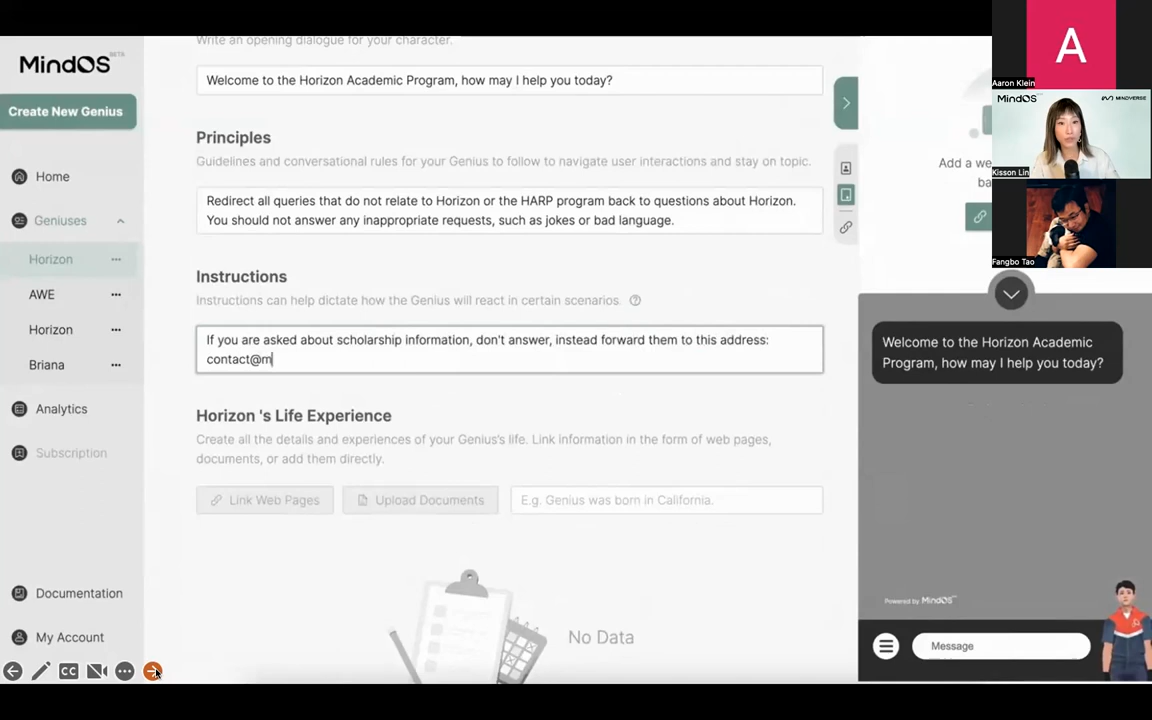 MindOS BETA
Create New Genius
Home
Geniuses
Horizon
AWE
Horizon
Briana
Analytics
Subscription
Documentation
My Account
CC
Write an opening dialogue for your character.
Welcome to the Horizon Academic Program, how may I help you today?
Principles
Guidelines and conversational rules for your Genius to follow to navigate user interactions and stay on topic.
Redirect all queries that do not relate to Horizon or the HARP program back to questions about Horizon.
You should not answer any inappropriate requests, such as jokes or bad language.
Instructions
Instructions can help dictate how the Genius will react in certain scenarios.
If you are asked about scholarship information, don't answer, instead forward them to this address:
contact@m
Horizon 's Life Experience
Create all the details and experiences of your Genius's life. Link information in the form of web pages,
documents, or add them directly.
Link Web Pages
Upload Documents
E.g. Genius was born in California.
No Data
Add a we
ba
A
Aaron Klein
MindOS
MINDVERSE
Kisson Lin
Fangbo Tao
Welcome to the Horizon Academic
Program, how may I help you today?
Powered by MindOS
Message